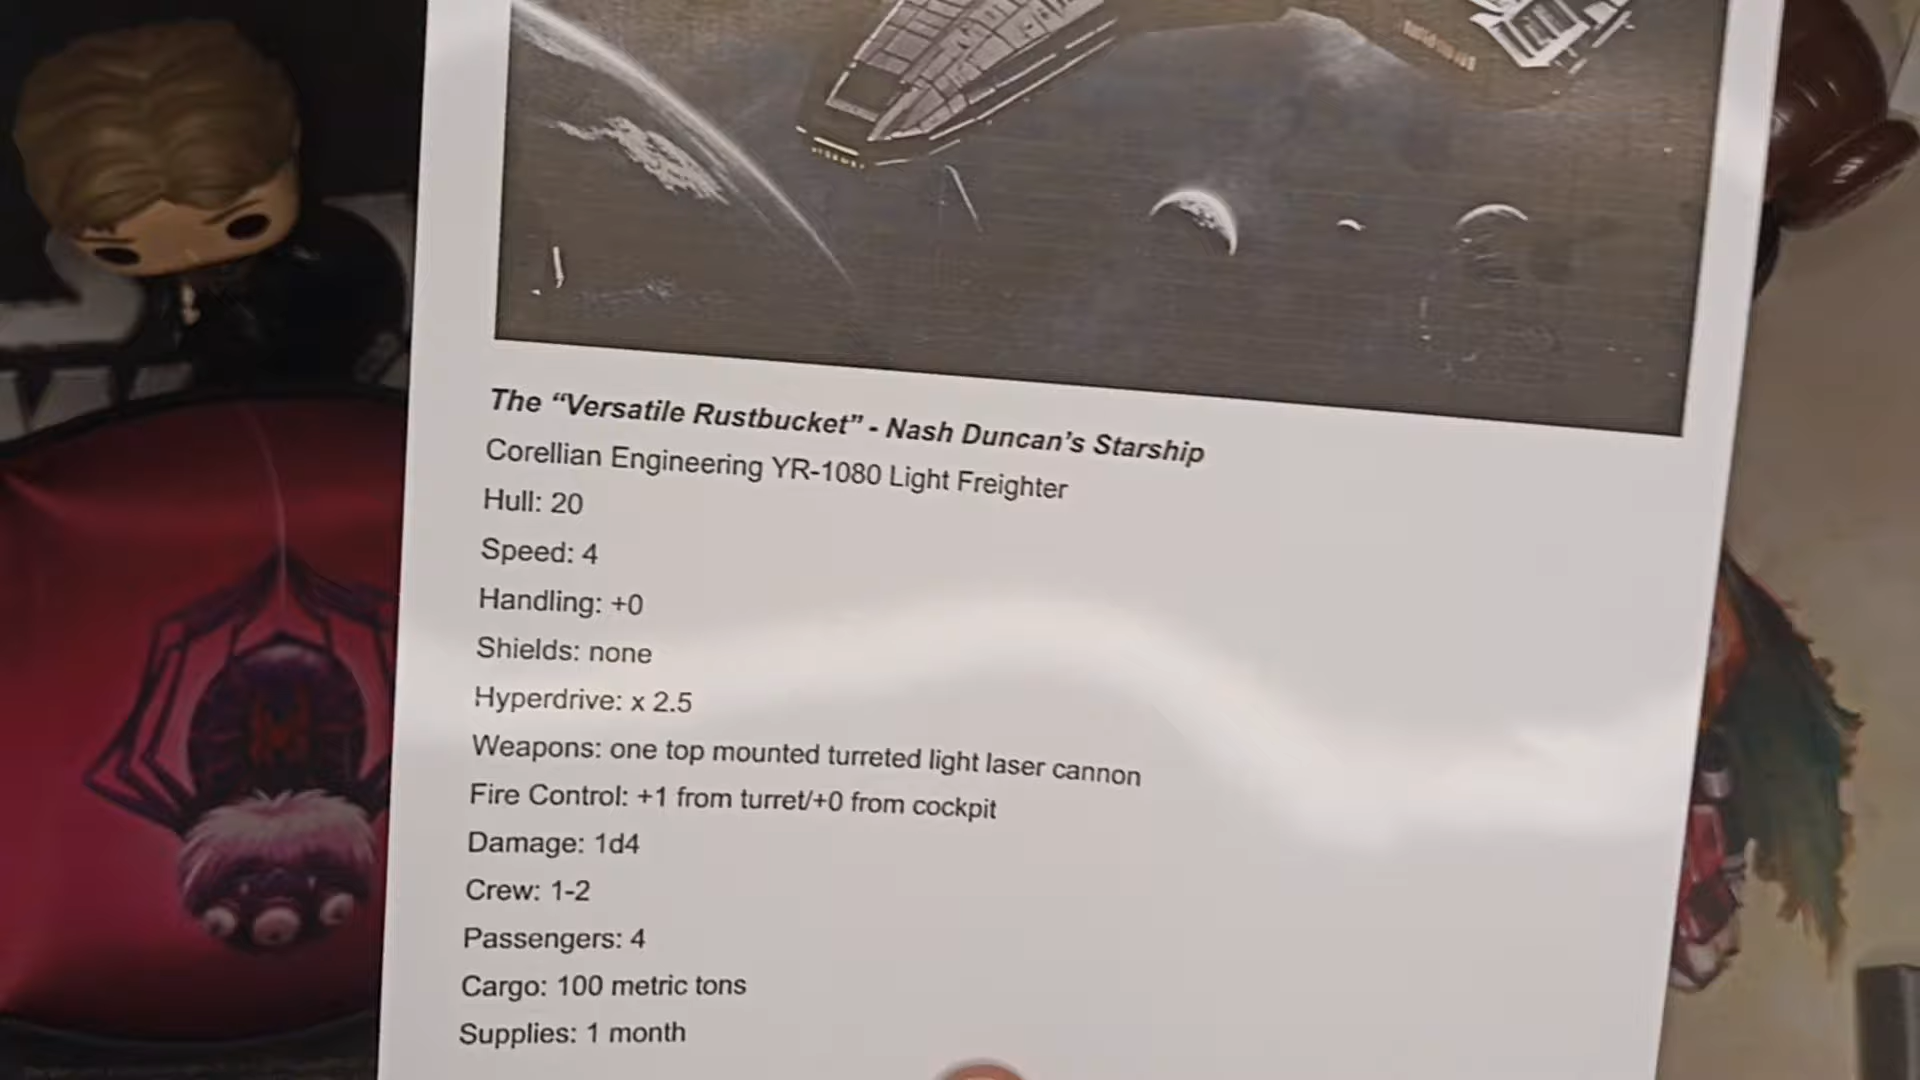 The “Versatile Rustbucket” - Nash Duncan’s Starship
Corellian Engineering YR-1080 Light Freighter
Hull: 20
Speed: 4
Handling: +0
Shields: none
Hyperdrive: x 2.5
Weapons: one top mounted turreted light laser cannon
Fire Control: +1 from turret/+0 from cockpit
Damage: 1d4
Crew: 1-2
Passengers: 4
Cargo: 100 metric tons
Supplies: 1 month